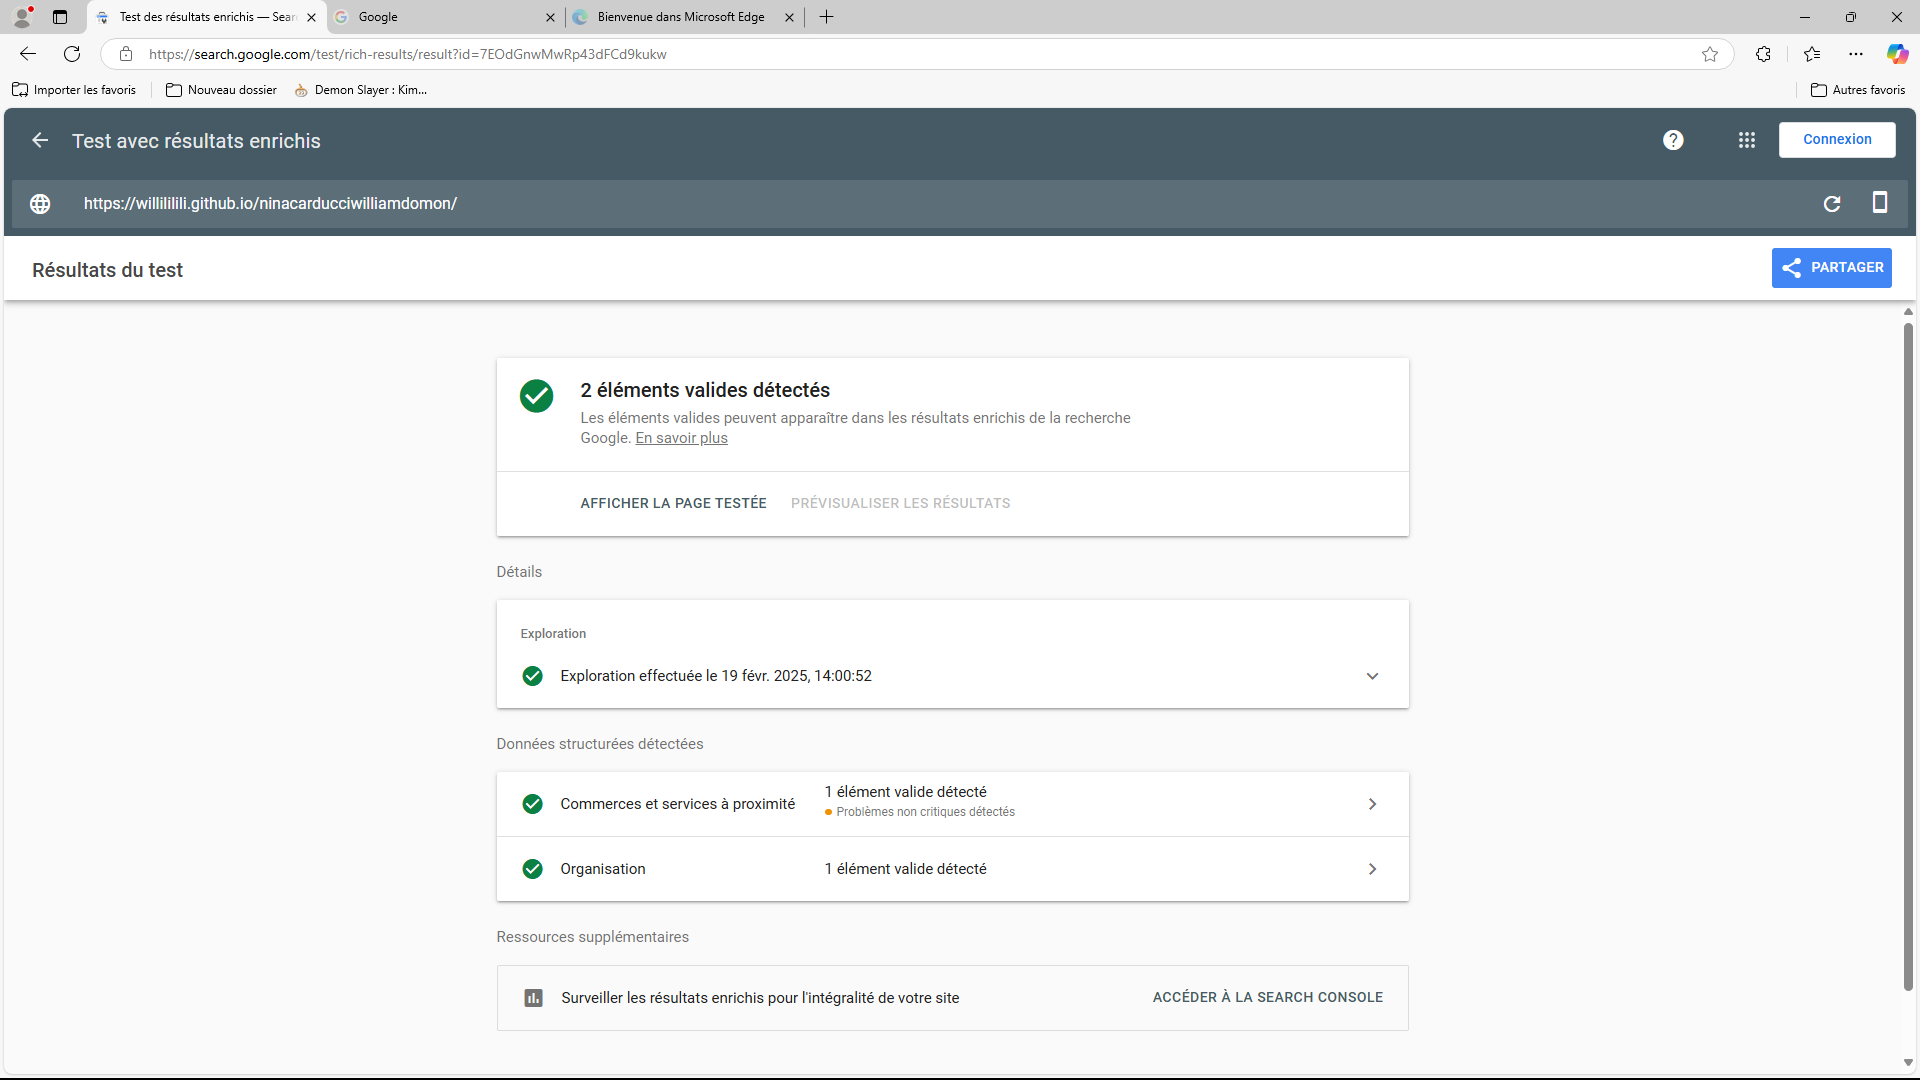 Test des résultats enrichis — Sear
Google
Bienvenue dans Microsoft Edge
https://search.google.com/test/rich-results/result?id=7EOdGnwMwRp43dFCd9kukw
Importer les favoris
Nouveau dossier
Demon Slayer : Kim...
Autres favoris
Test avec résultats enrichis
Connexion
https://willililili.github.io/ninacarducciwilliamdomon/
Résultats du test
PARTAGER
2 éléments valides détectés
Les éléments valides peuvent apparaître dans les résultats enrichis de la recherche
Google. En savoir plus
AFFICHER LA PAGE TESTÉE
PRÉVISUALISER LES RÉSULTATS
Détails
Exploration
Exploration effectuée le 19 févr. 2025, 14:00:52
Données structurées détectées
Commerces et services à proximité
1 élément valide détecté
Problèmes non critiques détectés
Organisation
1 élément valide détecté
Ressources supplémentaires
Surveiller les résultats enrichis pour l'intégralité de votre site
ACCÉDER À LA SEARCH CONSOLE